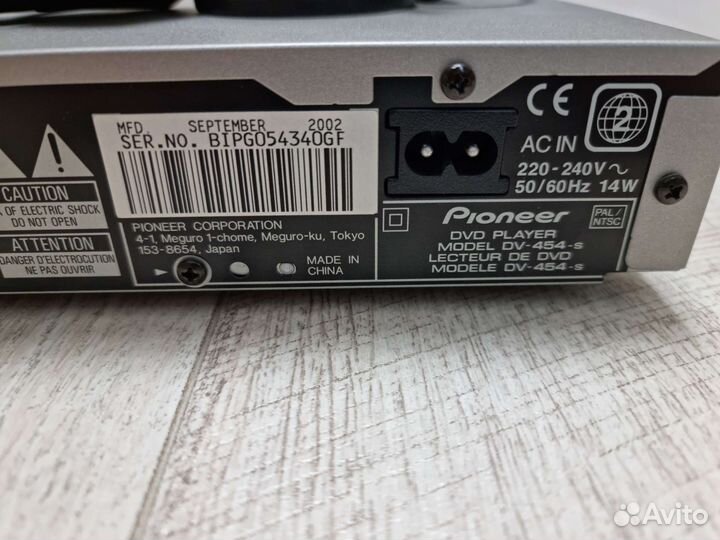 CAUTION
OF ELECTRIC SHOCK
DO NOT OPEN
ATTENTION
DANGER D'ELECTROCUTION
NE PAS OUVRIR
MFD. SEPTEMBER 2002
SER.NO. BIPG054340GF
PIONEER CORPORATION
4-1, Meguro 1-chome, Meguro-ku, Tokyo
153-8654, Japan
MADE IN
CHINA
CE
2
AC IN
220-240V~
50/60Hz 14W
Pioneer
DVD PLAYER
MODEL DV-454-s
LECTEUR DE DVD
MODELE DV-454-s
PAL/
NTSC
Avito